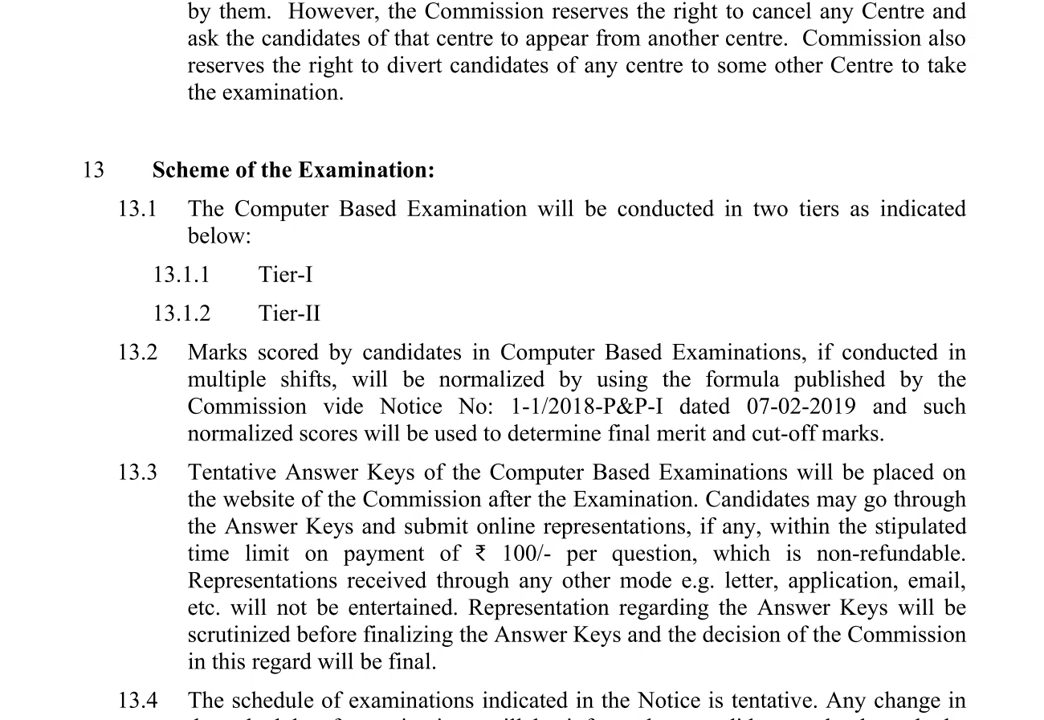 by them. However, the Commission reserves the right to cancel any Centre and
ask the candidates of that centre to appear from another centre. Commission also
reserves the right to divert candidates of any centre to some other Centre to take
the examination.
13 Scheme of the Examination:
13.1 The Computer Based Examination will be conducted in two tiers as indicated
below:
13.1.1 Tier-I
13.1.2 Tier-II
13.2 Marks scored by candidates in Computer Based Examinations, if conducted in
multiple shifts, will be normalized by using the formula published by the
Commission vide Notice No: 1-1/2018-P&P-I dated 07-02-2019 and such
normalized scores will be used to determine final merit and cut-off marks.
13.3 Tentative Answer Keys of the Computer Based Examinations will be placed on
the website of the Commission after the Examination. Candidates may go through
the Answer Keys and submit online representations, if any, within the stipulated
time limit on payment of ₹ 100/- per question, which is non-refundable.
Representations received through any other mode e.g. letter, application, email,
etc. will not be entertained. Representation regarding the Answer Keys will be
scrutinized before finalizing the Answer Keys and the decision of the Commission
in this regard will be final.
13.4 The schedule of examinations indicated in the Notice is tentative. Any change in